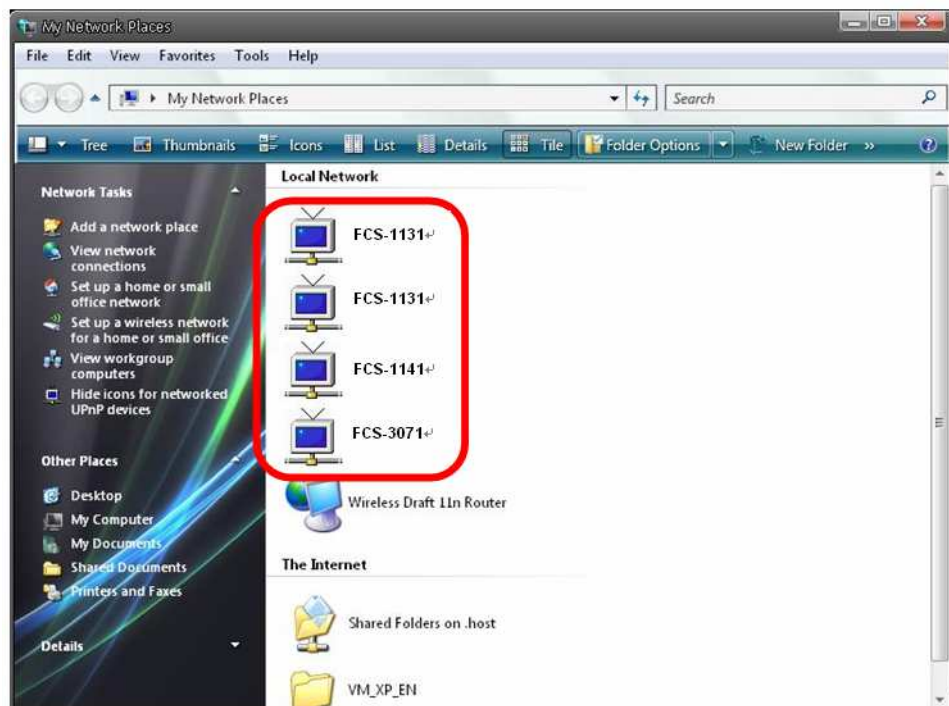 My Network Places
File Edit View Favorites Tools Help
My Network Places
Search
Tree Thumbnails Icons List Details Tile Folder Options New Folder »
Network Tasks
Add a network place
View network
connections
Set up a home or small
office network
Set up a wireless network
for a home or small office
View workgroup
computers
Hide icons for networked
UPnP devices
Other Places
Desktop
My Computer
My Documents
Shared Documents
Printers and Faxes
Details
Local Network
FCS-1131↵
FCS-1131↵
FCS-1141↵
FCS-3071↵
Wireless Draft 11n Router
The Internet
Shared Folders on .host
VM_XP_EN